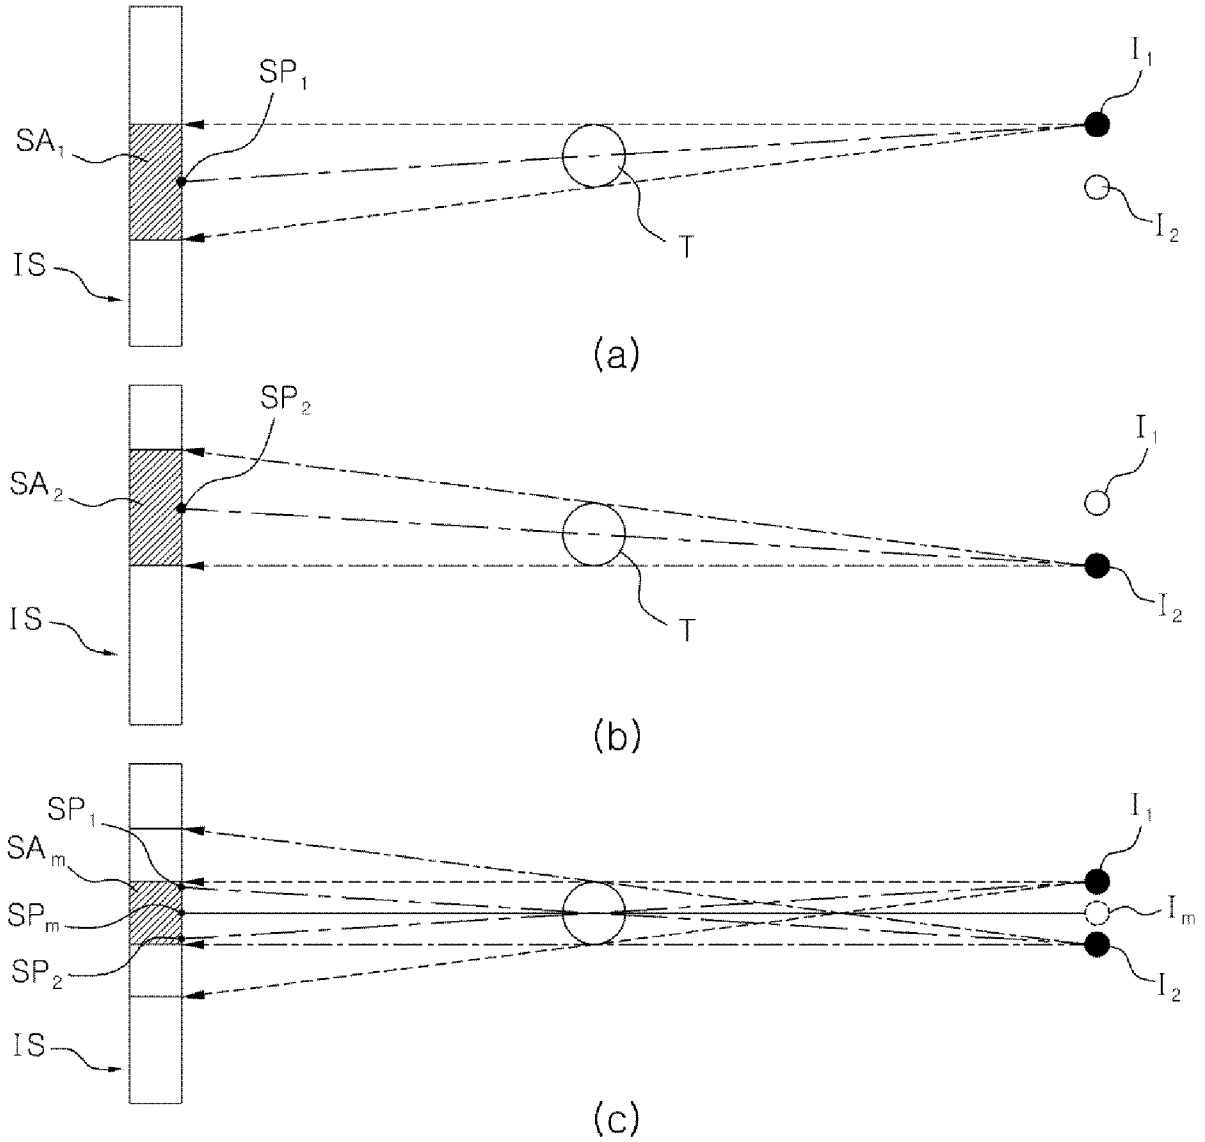 I₁
SP₁
SA₁
I₂
T
IS
(a)
SP₂
I₁
SA₂
I₂
IS
T
(b)
SP₁
I₁
SAₘ
SPₘ
Iₘ
SP₂
I₂
IS
(c)